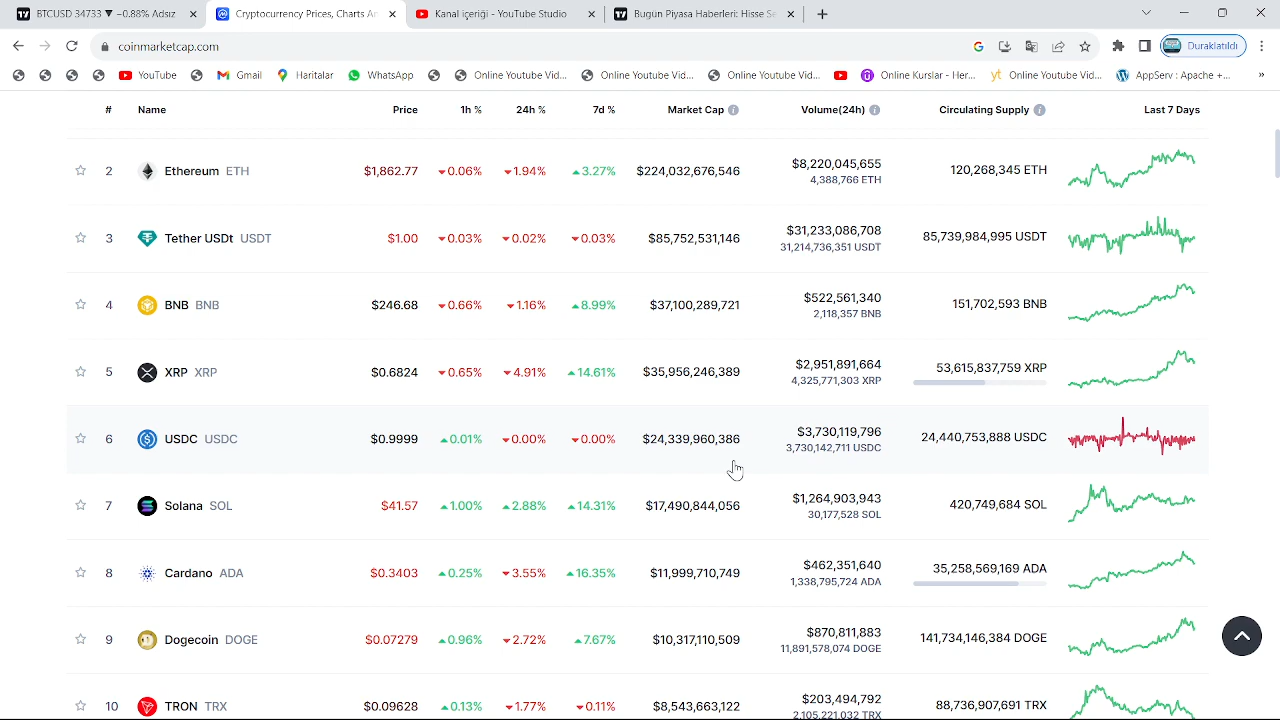 BTCUSD 34733 ▼ −0.88% Adsız
Cryptocurrency Prices, Charts An
Kanal içeriği - YouTube Studio
Bugün Piyasa Haberleri: Hisse Se
coinmarketcap.com
Duraklatıldı
YouTube
Gmail
Haritalar
WhatsApp
Online Youtube Vid...
Online Youtube Vid...
Online Youtube Vid...
Online Kurslar - Her...
Online Youtube Vid...
AppServ : Apache +...
# Name Price 1h % 24h % 7d % Market Cap Volume(24h) Circulating Supply Last 7 Days
2 Ethereum ETH $1,862.77 ▼0.06% ▼1.94% ▲3.27% $224,032,676,546 $8,220,045,655 120,268,345 ETH
4,388,766 ETH
3 Tether USDt USDT $1.00 ▼0.03% ▼0.02% ▼0.03% $85,752,531,146 $31,233,086,708 85,739,984,995 USDT
31,214,736,351 USDT
4 BNB BNB $246.68 ▼0.66% ▼1.16% ▲8.99% $37,100,289,721 $522,561,340 151,702,593 BNB
2,118,357 BNB
5 XRP XRP $0.6824 ▼0.65% ▼4.91% ▲14.61% $35,956,246,389 $2,951,891,664 53,615,837,759 XRP
4,325,771,303 XRP
6 USDC USDC $0.9999 ▲0.01% ▼0.00% ▼0.00% $24,339,960,386 $3,730,119,796 24,440,753,888 USDC
3,730,142,711 USDC
7 Solana SOL $41.57 ▲1.00% ▲2.88% ▲14.31% $17,490,844,056 $1,264,903,943 420,749,684 SOL
30,177,528 SOL
8 Cardano ADA $0.3403 ▲0.25% ▼3.55% ▲16.35% $11,999,710,749 $462,351,640 35,258,569,169 ADA
1,338,795,724 ADA
9 Dogecoin DOGE $0.07279 ▲0.96% ▼2.72% ▲7.67% $10,317,110,509 $870,811,883 141,734,146,384 DOGE
11,891,578,074 DOGE
10 TRON TRX $0.09628 ▲0.13% ▼1.77% ▼0.11% $8,543,663,122 $203,494,792 88,736,907,691 TRX
2,105,221,032 TRX